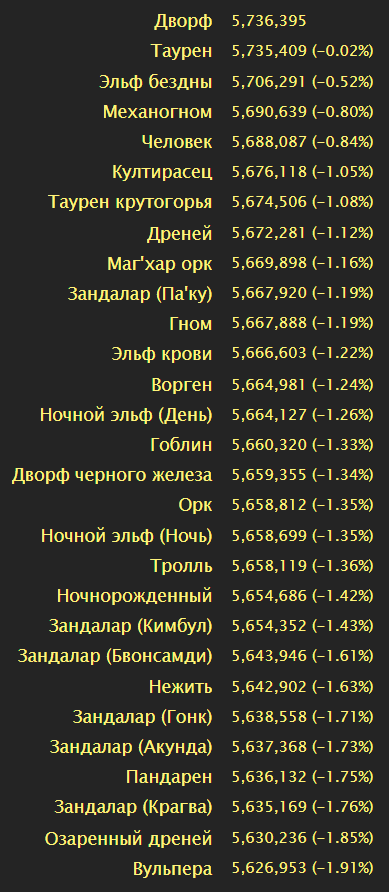 Дворф 5,736,395
Таурен 5,735,409 (−0.02%)
Эльф бездны 5,706,291 (−0.52%)
Механогном 5,690,639 (−0.80%)
Человек 5,688,087 (−0.84%)
Култирасец 5,676,118 (−1.05%)
Таурен крутогорья 5,674,506 (−1.08%)
Дреней 5,672,281 (−1.12%)
Маг'хар орк 5,669,898 (−1.16%)
Зандалар (Па'ку) 5,667,920 (−1.19%)
Гном 5,667,888 (−1.19%)
Эльф крови 5,666,603 (−1.22%)
Ворген 5,664,981 (−1.24%)
Ночной эльф (День) 5,664,127 (−1.26%)
Гоблин 5,660,320 (−1.33%)
Дворф черного железа 5,659,355 (−1.34%)
Орк 5,658,812 (−1.35%)
Ночной эльф (Ночь) 5,658,699 (−1.35%)
Тролль 5,658,119 (−1.36%)
Ночнорожденный 5,654,686 (−1.42%)
Зандалар (Кимбул) 5,654,352 (−1.43%)
Зандалар (Бвонсамди) 5,643,946 (−1.61%)
Нежить 5,642,902 (−1.63%)
Зандалар (Гонк) 5,638,558 (−1.71%)
Зандалар (Акунда) 5,637,368 (−1.73%)
Пандарен 5,636,132 (−1.75%)
Зандалар (Крагва) 5,635,169 (−1.76%)
Озаренный дреней 5,630,236 (−1.85%)
Вульпера 5,626,953 (−1.91%)